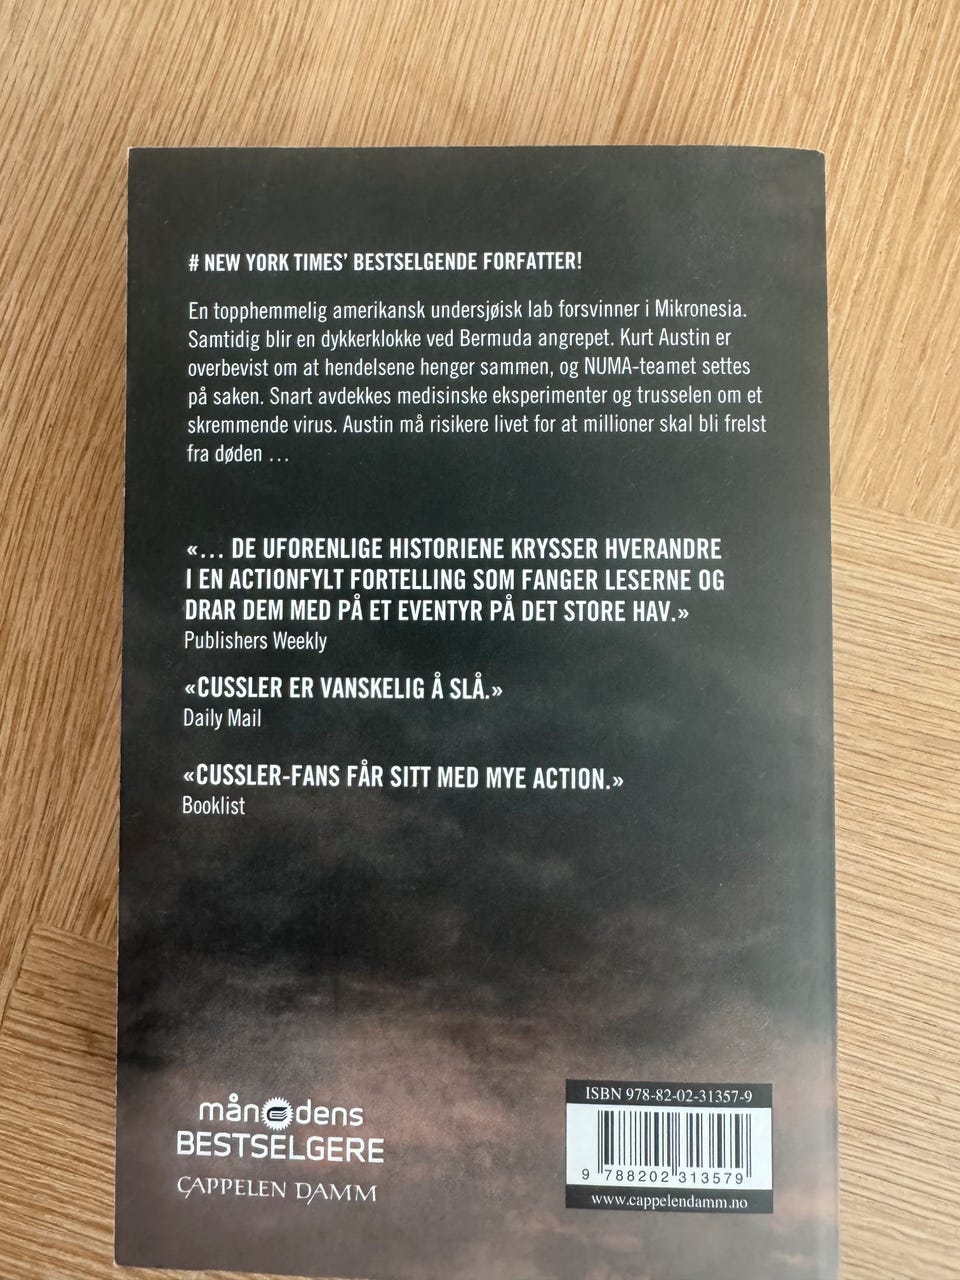 # NEW YORK TIMES' BESTSELGENDE FORFATTER!
En topphemmelig amerikansk undersjøisk lab forsvinner i Mikronesia.
Samtidig blir en dykkerklokke ved Bermuda angrepet. Kurt Austin er
overbevist om at hendelsene henger sammen, og NUMA-teamet settes
på saken. Snart avdekkes medisinske eksperimenter og trusselen om et
skremmende virus. Austin må risikere livet for at millioner skal bli frelst
fra døden ...
«... DE UFORENLIGE HISTORIENE KRYSSER HVERANDRE
I EN ACTIONFYLT FORTELLING SOM FANGER LESERNE OG
DRAR DEM MED PÅ ET EVENTYR PÅ DET STORE HAV.»
Publishers Weekly
«CUSSLER ER VANSKELIG Å SLÅ.»
Daily Mail
«CUSSLER-FANS FÅR SITT MED MYE ACTION.»
Booklist
månedens
BESTSELGERE
CAPPELEN DAMM
ISBN 978-82-02-31357-9
9 788202 313579
www.cappelendamm.no